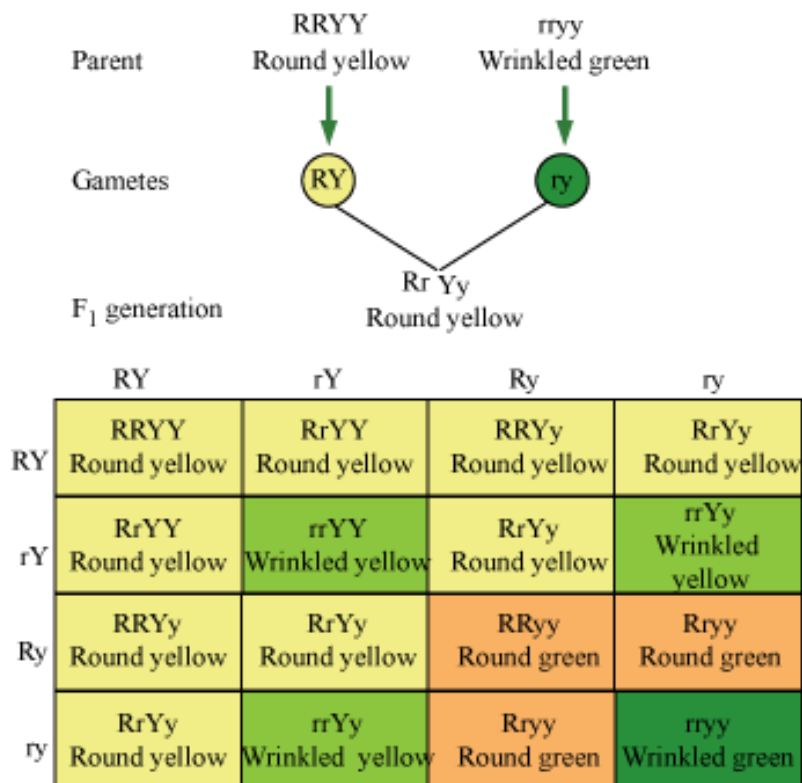 RRYY rryy
Parent Round yellow Wrinkled green
Gametes RY ry
Rr Yy
F₁ generation Round yellow
RY rY Ry ry
RRYY RrYY RRYy RrYy
RY Round yellow Round yellow Round yellow Round yellow
RrYY rrYY RrYy rrYy
rY Round yellow Wrinkled yellow Round yellow Wrinkled
yellow
RRYy RrYy RRyy Rryy
Ry Round yellow Round yellow Round green Round green
RrYy rrYy Rryy rryy
ry Round yellow Wrinkled yellow Round green Wrinkled green